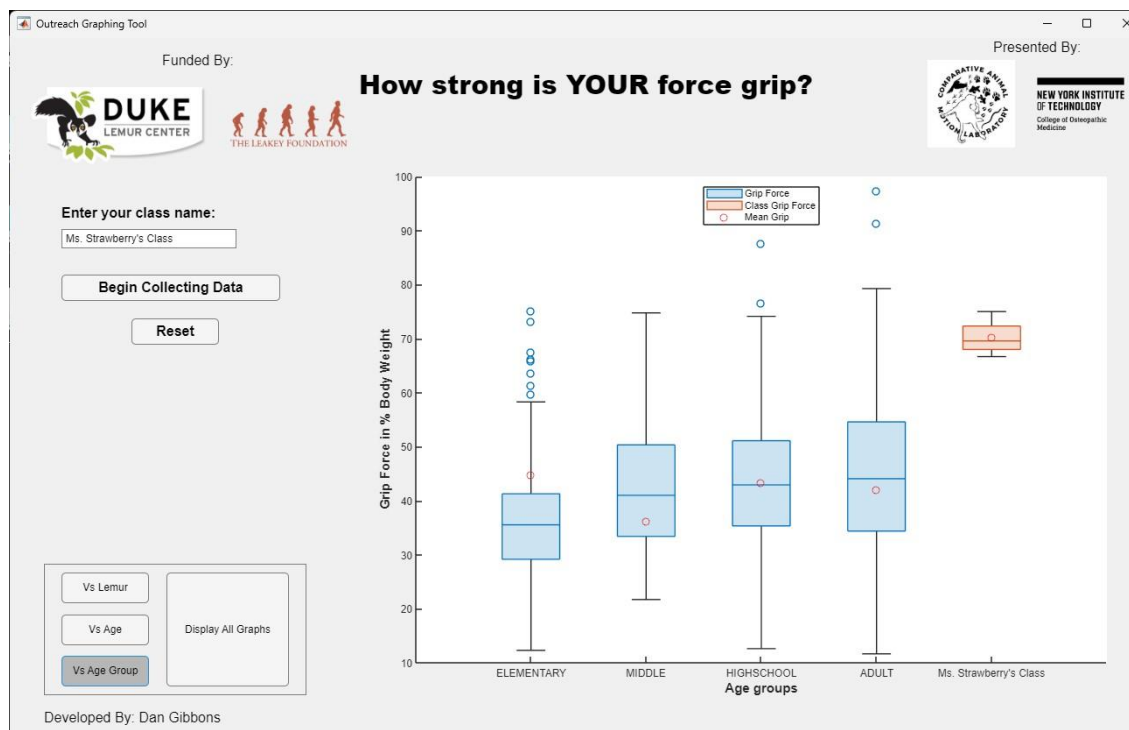 Outreach Graphing Tool
Funded By:
Presented By:
How strong is YOUR force grip?
DUKE
LEMUR CENTER
THE LEAKEY FOUNDATION
COMPARATIVE ANIMAL MOTION LABORATORY
NEW YORK INSTITUTE
OF TECHNOLOGY
College of Osteopathic
Medicine
Enter your class name:
Ms. Strawberry's Class
Begin Collecting Data
Reset
Vs Lemur
Vs Age
Vs Age Group
Display All Graphs
Developed By: Dan Gibbons
Grip Force in % Body Weight
100
90
80
70
60
50
40
30
20
10
Grip Force
Class Grip Force
Mean Grip
ELEMENTARY MIDDLE HIGHSCHOOL ADULT Ms. Strawberry's Class
Age groups